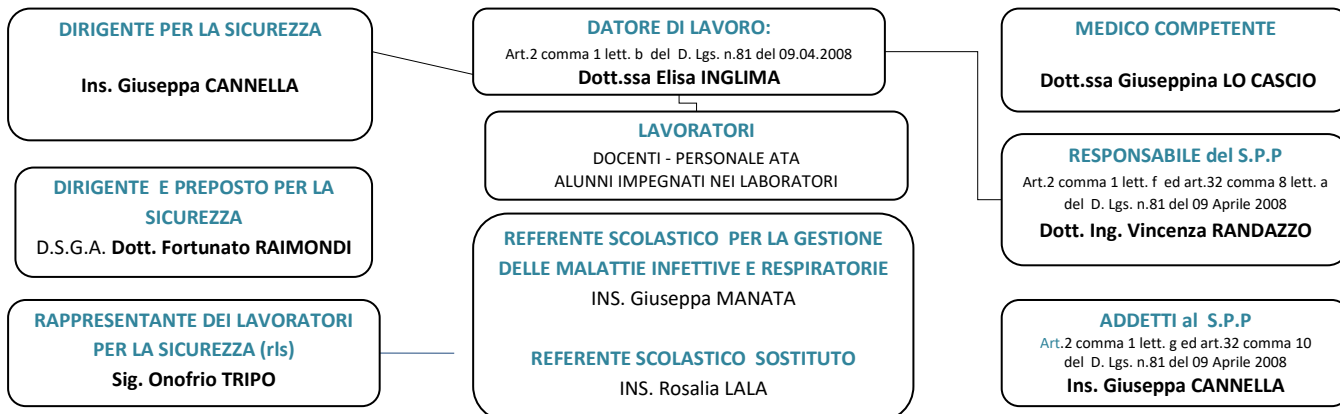 DIRIGENTE PER LA SICUREZZA
Ins. Giuseppa CANNELLA
DATORE DI LAVORO:
Art.2 comma 1 lett. b del D. Lgs. n.81 del 09.04.2008
Dott.ssa Elisa INGLIMA
MEDICO COMPETENTE
Dott.ssa Giuseppina LO CASCIO
LAVORATORI
DOCENTI - PERSONALE ATA
ALUNNI IMPEGNATI NEI LABORATORI
DIRIGENTE E PREPOSTO PER LA
SICUREZZA
D.S.G.A. Dott. Fortunato RAIMONDI
RESPONSABILE del S.P.P
Art.2 comma 1 lett. f ed art.32 comma 8 lett. a
del D. Lgs. n.81 del 09 Aprile 2008
Dott. Ing. Vincenza RANDAZZO
REFERENTE SCOLASTICO PER LA GESTIONE
DELLE MALATTIE INFETTIVE E RESPIRATORIE
INS. Giuseppa MANATA
REFERENTE SCOLASTICO SOSTITUTO
INS. Rosalia LALA
RAPPRESENTANTE DEI LAVORATORI
PER LA SICUREZZA (rls)
Sig. Onofrio TRIPO
ADDETTI al S.P.P
Art.2 comma 1 lett. g ed art.32 comma 10
del D. Lgs. n.81 del 09 Aprile 2008
Ins. Giuseppa CANNELLA